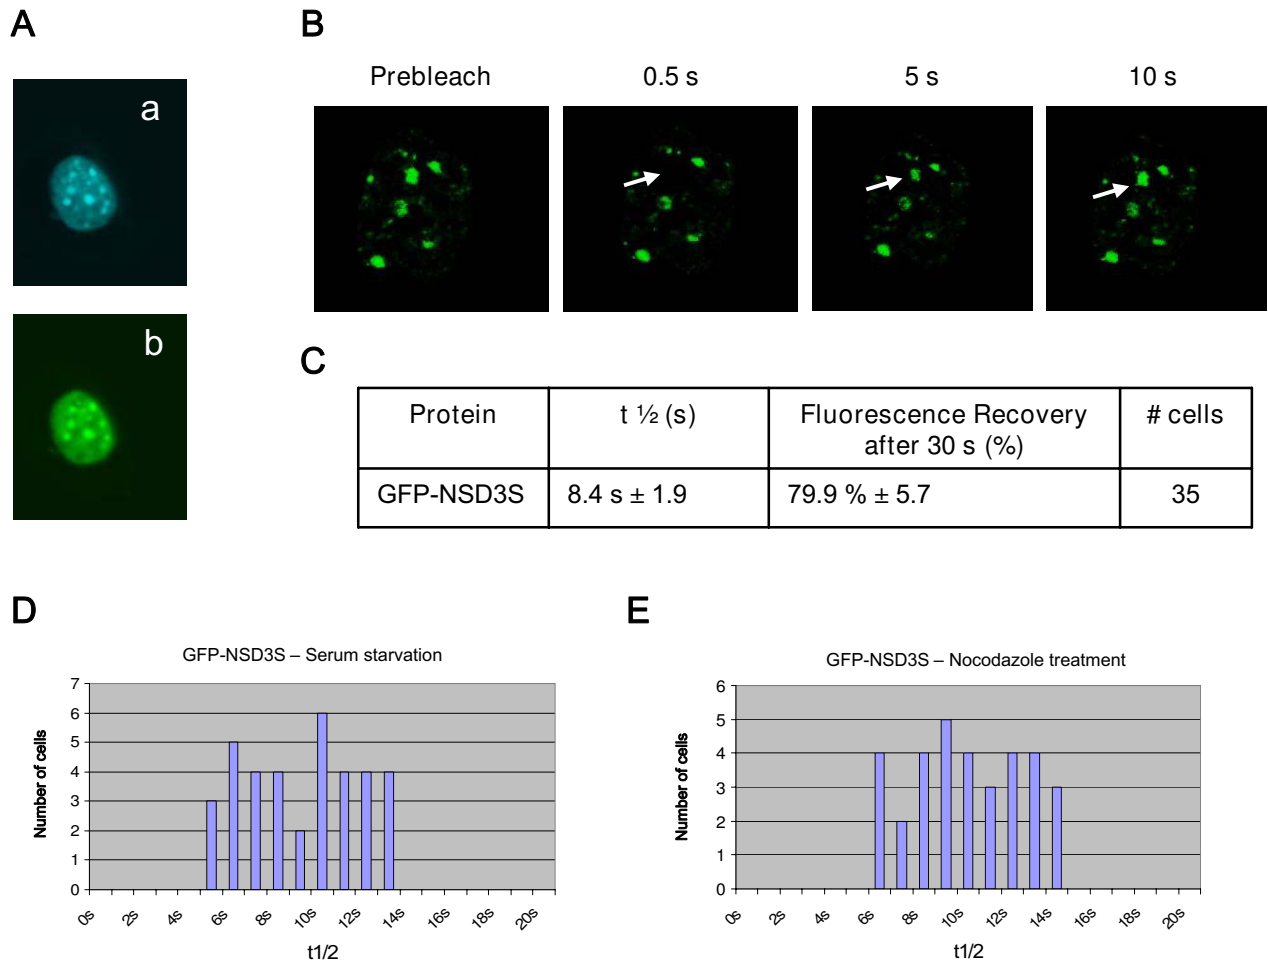 A
a
b
B
Prebleach 0.5 s 5 s 10 s
C
Protein t ½ (s) Fluorescence Recovery # cells
after 30 s (%)
GFP-NSD3S 8.4 s ± 1.9 79.9 % ± 5.7 35
D
GFP-NSD3S – Serum starvation
Number of cells
7
6
5
4
3
2
1
0
0s 2s 4s 6s 8s 10s 12s 14s 16s 18s 20s
t1/2
E
GFP-NSD3S – Nocodazole treatment
Number of cells
6
5
4
3
2
1
0
0s 2s 4s 6s 8s 10s 12s 14s 16s 18s 20s
t1/2